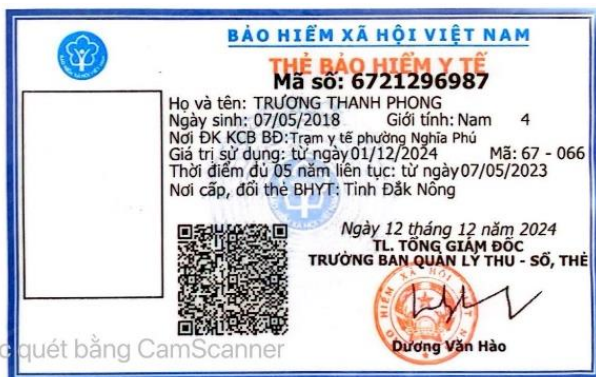 BẢO HIỂM XÃ HỘI VIỆT NAM
THẺ BẢO HIỂM Y TẾ
Mã số: 6721296987
Họ và tên: TRƯƠNG THANH PHONG
Ngày sinh: 07/05/2018 Giới tính: Nam 4
Nơi ĐK KCB BĐ: Trạm y tế phường Nghĩa Phú
Giá trị sử dụng: từ ngày 01/12/2024 Mã: 67 - 066
Thời điểm đủ 05 năm liên tục: từ ngày 07/05/2023
Nơi cấp, đổi thẻ BHYT: Tỉnh Đắk Nông
Ngày 12 tháng 12 năm 2024
TL. TỔNG GIÁM ĐỐC
TRƯỞNG BAN QUẢN LÝ THU - SỔ, THẺ
Dương Văn Hào
quét bằng CamScanner